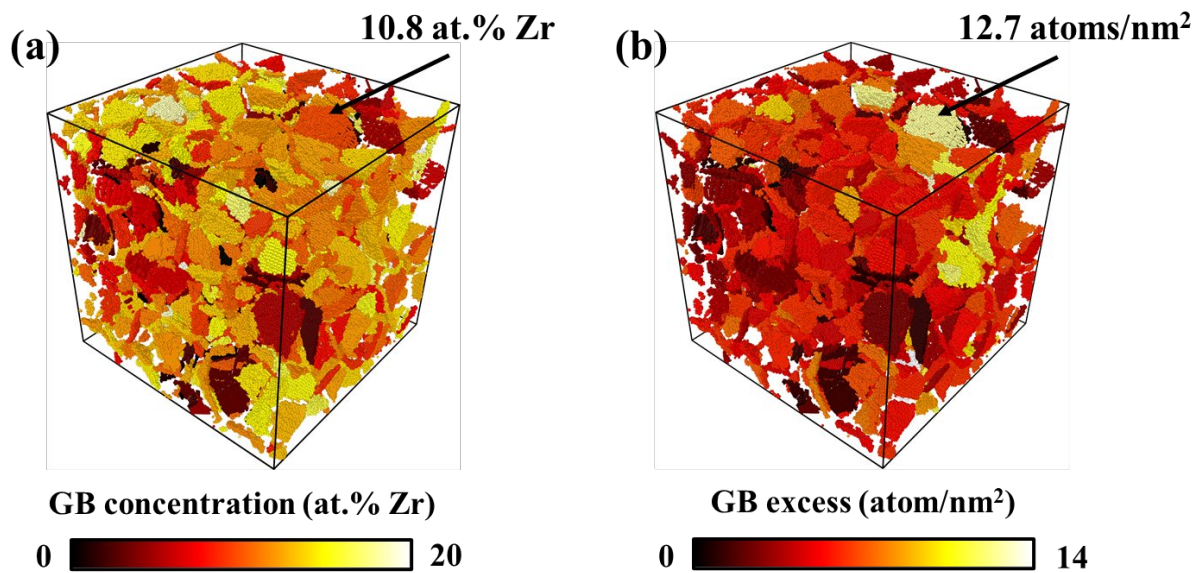 (a)
10.8 at.% Zr
(b)
12.7 atoms/nm²
GB concentration (at.% Zr)
0
20
GB excess (atom/nm²)
0
14